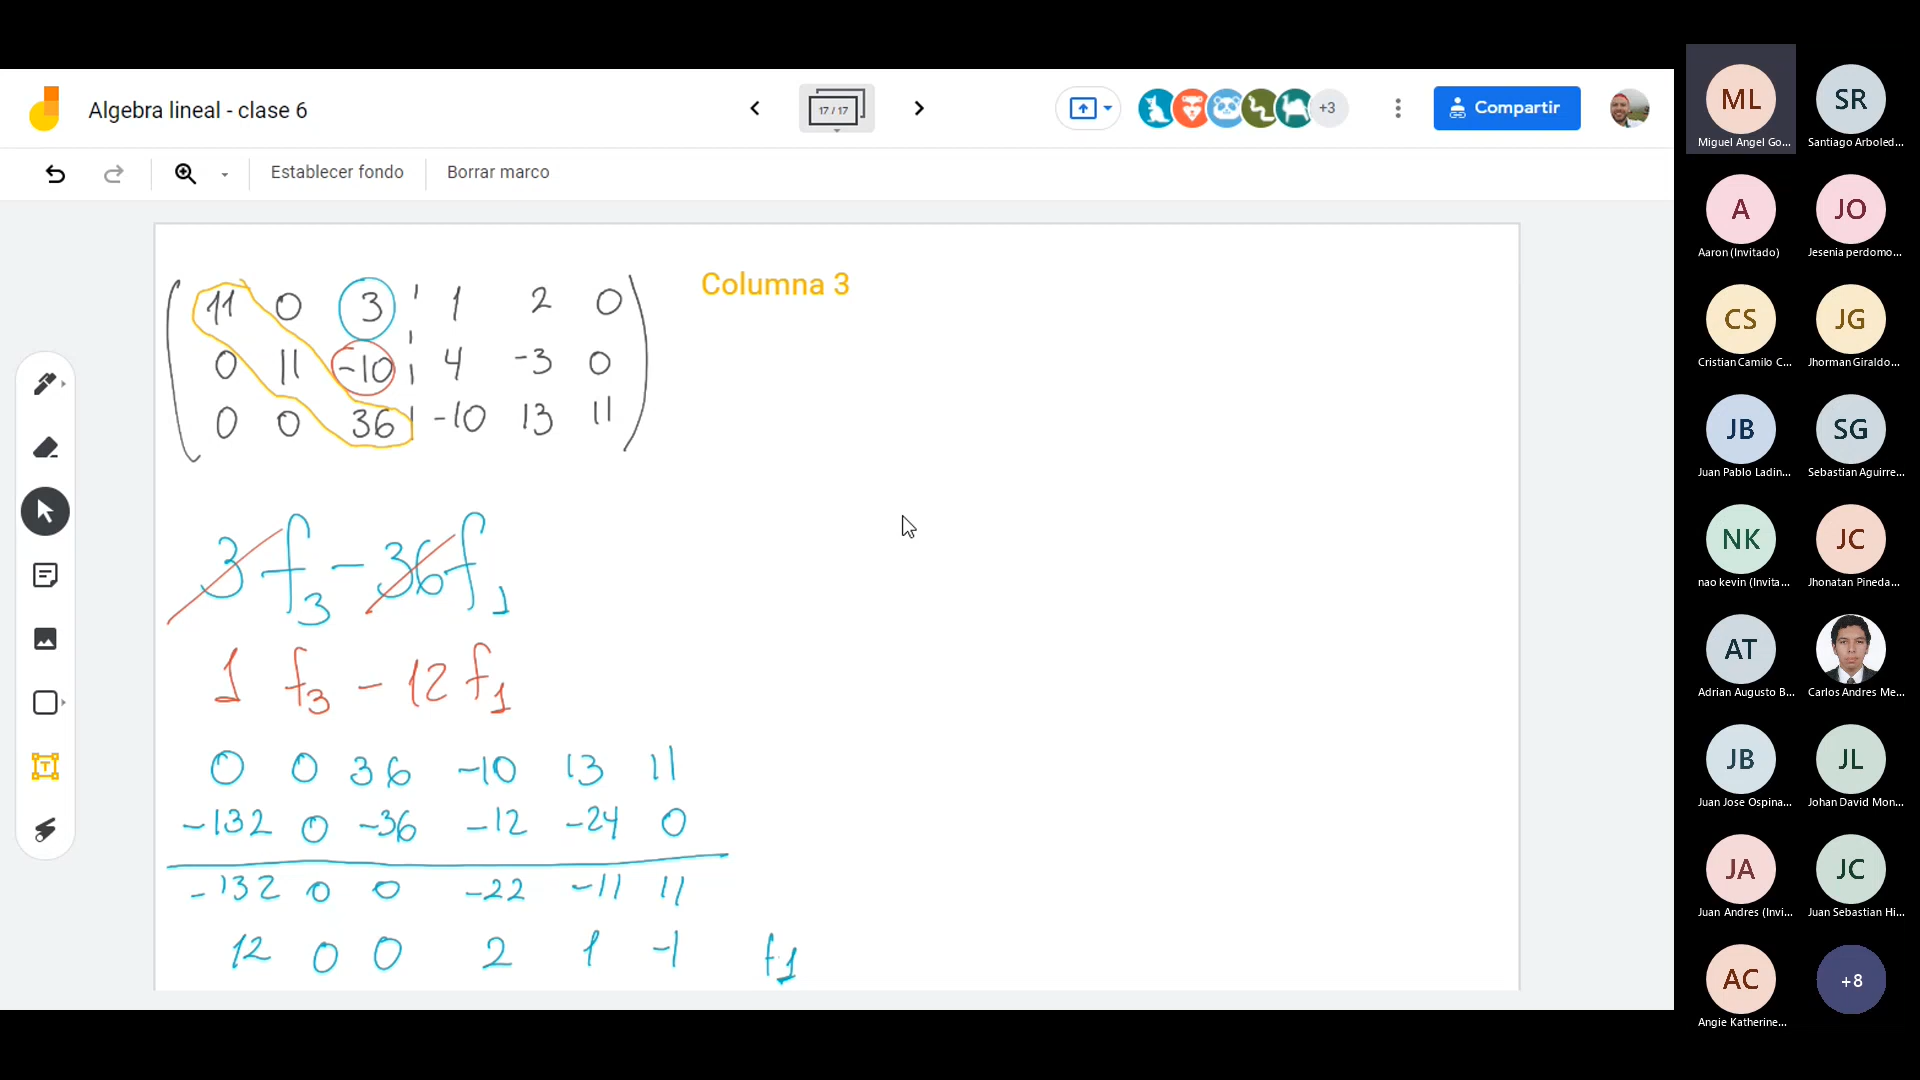 Algebra lineal - clase 6
17 / 17
+3
Compartir
Establecer fondo
Borrar marco
Columna 3
11 0 3 ¦ 1 2 0
0 11 -10 ¦ 4 -3 0
0 0 36 ¦ -10 13 11
3 f3 - 36 f1
1 f3 - 12 f1
0 0 36 -10 13 11
-132 0 -36 -12 -24 0
-132 0 0 -22 -11 11
12 0 0 2 1 -1 f1
ML SR
Miguel Angel Go... Santiago Arboled...
A JO
Aaron (Invitado) Jesenia perdomo...
CS JG
Cristian Camilo C... Jhorman Giraldo...
JB SG
Juan Pablo Ladin... Sebastian Aguirre...
NK JC
nao kevin (Invita... Jhonatan Pineda...
AT
Adrian Augusto B... Carlos Andres Me...
JB JL
Juan Jose Ospina... Johan David Mon...
JA JC
Juan Andres (Invi... Juan Sebastian Hi...
AC +8
Angie Katherine...